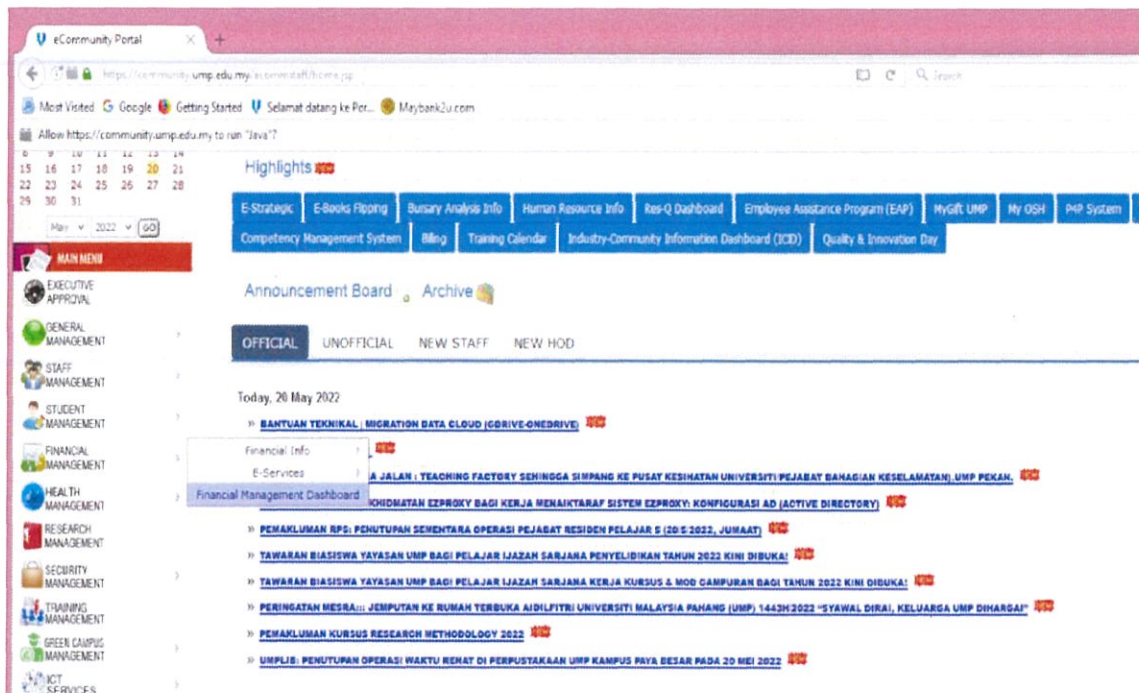 eCommunity Portal
https://community.ump.edu.my/ecommstaff/home.jsp
Search
Most Visited Google Getting Started Selamat datang ke Por... Maybank2u.com
Allow https://community.ump.edu.my to run "Java"?
8 9 10 11 12 13 14
15 16 17 18 19 20 21
22 23 24 25 26 27 28
29 30 31
May 2022 GO
MAIN MENU
EXECUTIVE
APPROVAL
GENERAL
MANAGEMENT
STAFF
MANAGEMENT
STUDENT
MANAGEMENT
FINANCIAL
MANAGEMENT
HEALTH
MANAGEMENT
RESEARCH
MANAGEMENT
SECURITY
MANAGEMENT
TRAINING
MANAGEMENT
GREEN CAMPUS
MANAGEMENT
ICT
SERVICES
Financial Info
E-Services
Financial Management Dashboard
Highlights
E-Strategic E-Books Flipping Bursary Analysis Info Human Resource Info Res-Q Dashboard Employee Assistance Program (EAP) MyGift UMP My OSH P4P System
Competency Management System Billing Training Calendar Industry-Community Information Dashboard (ICID) Quality & Innovation Day
Announcement Board Archive
OFFICIAL UNOFFICIAL NEW STAFF NEW HOD
Today, 20 May 2022
» BANTUAN TEKNIKAL : MIGRATION DATA CLOUD (GDRIVE-ONEDRIVE)
A JALAN : TEACHING FACTORY SEHINGGA SIMPANG KE PUSAT KESIHATAN UNIVERSITI/PEJABAT BAHAGIAN KESELAMATAN), UMP PEKAN.
KHIDMATAN EZPROXY BAGI KERJA MENAIKTARAF SISTEM EZPROXY: KONFIGURASI AD (ACTIVE DIRECTORY)
» PEMAKLUMAN RPS: PENUTUPAN SEMENTARA OPERASI PEJABAT RESIDEN PELAJAR S (20/5/2022, JUMAAT)
» TAWARAN BIASISWA YAYASAN UMP BAGI PELAJAR IJAZAH SARJANA PENYELIDIKAN TAHUN 2022 KINI DIBUKA!
» TAWARAN BIASISWA YAYASAN UMP BAGI PELAJAR IJAZAH SARJANA KERJA KURSUS & MOD CAMPURAN BAGI TAHUN 2022 KINI DIBUKA!
» PERINGATAN MESRA::: JEMPUTAN KE RUMAH TERBUKA AIDILFITRI UNIVERSITI MALAYSIA PAHANG (UMP) 1443H/2022 "SYAWAL DIRAI, KELUARGA UMP DIHARGAI"
» PEMAKLUMAN KURSUS RESEARCH METHODOLOGY 2022
» UMPLIB: PENUTUPAN OPERASI WAKTU REHAT DI PERPUSTAKAAN UMP KAMPUS PAYA BESAR PADA 20 MEI 2022